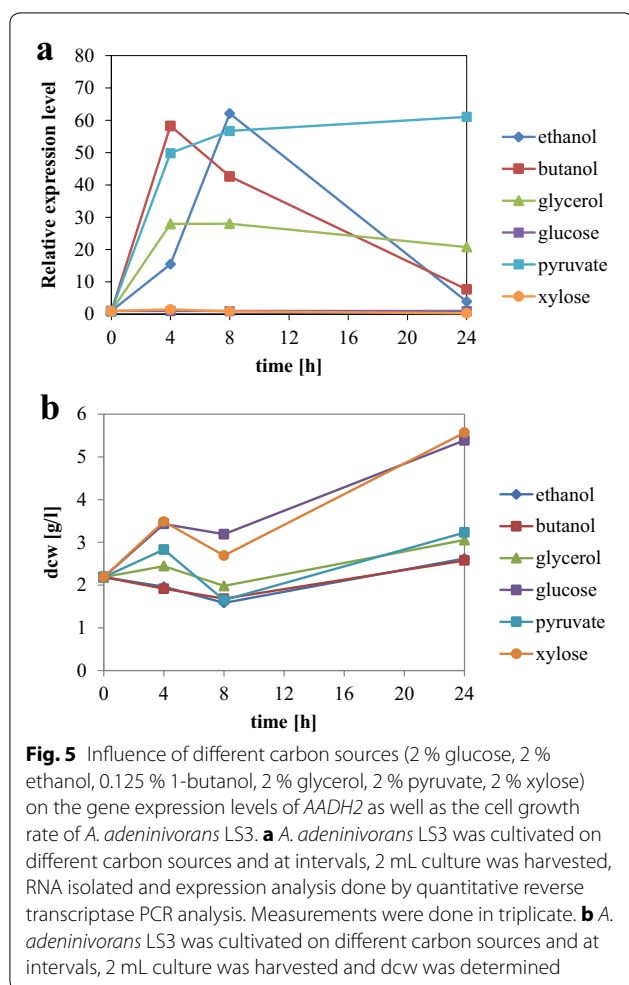 a
80
70
60
50
40
30
20
10
0
Relative expression level
0 4 8 12 16 20 24
time [h]
ethanol
butanol
glycerol
glucose
pyruvate
xylose
b
6
5
4
3
2
1
0
dcw [g/l]
0 4 8 12 16 20 24
time [h]
ethanol
butanol
glycerol
glucose
pyruvate
xylose
Fig. 5 Influence of different carbon sources (2 % glucose, 2 %
ethanol, 0.125 % 1-butanol, 2 % glycerol, 2 % pyruvate, 2 % xylose)
on the gene expression levels of AADH2 as well as the cell growth
rate of A. adeninivorans LS3. a A. adeninivorans LS3 was cultivated on
different carbon sources and at intervals, 2 mL culture was harvested,
RNA isolated and expression analysis done by quantitative reverse
transcriptase PCR analysis. Measurements were done in triplicate. b A.
adeninivorans LS3 was cultivated on different carbon sources and at
intervals, 2 mL culture was harvested and dcw was determined